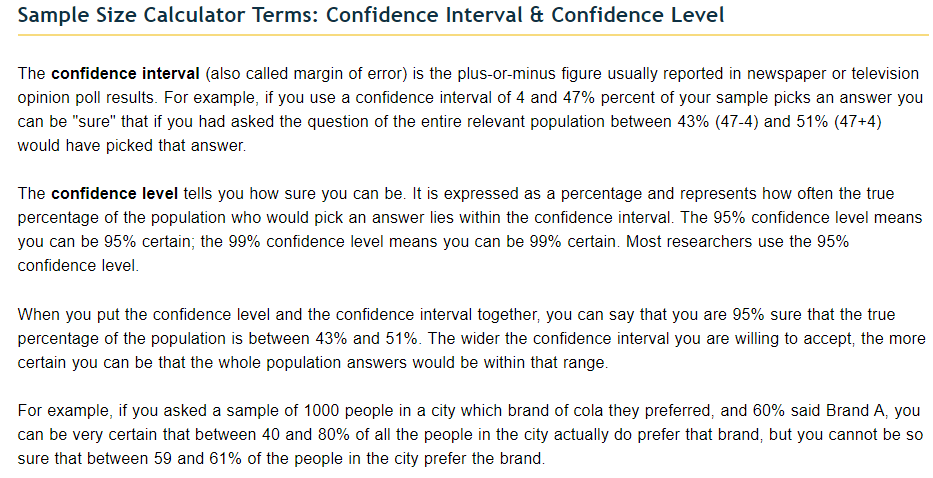 Sample Size Calculator Terms: Confidence Interval & Confidence Level
The confidence interval (also called margin of error) is the plus-or-minus figure usually reported in newspaper or television
opinion poll results. For example, if you use a confidence interval of 4 and 47% percent of your sample picks an answer you
can be "sure" that if you had asked the question of the entire relevant population between 43% (47-4) and 51% (47+4)
would have picked that answer.
The confidence level tells you how sure you can be. It is expressed as a percentage and represents how often the true
percentage of the population who would pick an answer lies within the confidence interval. The 95% confidence level means
you can be 95% certain; the 99% confidence level means you can be 99% certain. Most researchers use the 95%
confidence level.
When you put the confidence level and the confidence interval together, you can say that you are 95% sure that the true
percentage of the population is between 43% and 51%. The wider the confidence interval you are willing to accept, the more
certain you can be that the whole population answers would be within that range.
For example, if you asked a sample of 1000 people in a city which brand of cola they preferred, and 60% said Brand A, you
can be very certain that between 40 and 80% of all the people in the city actually do prefer that brand, but you cannot be so
sure that between 59 and 61% of the people in the city prefer the brand.